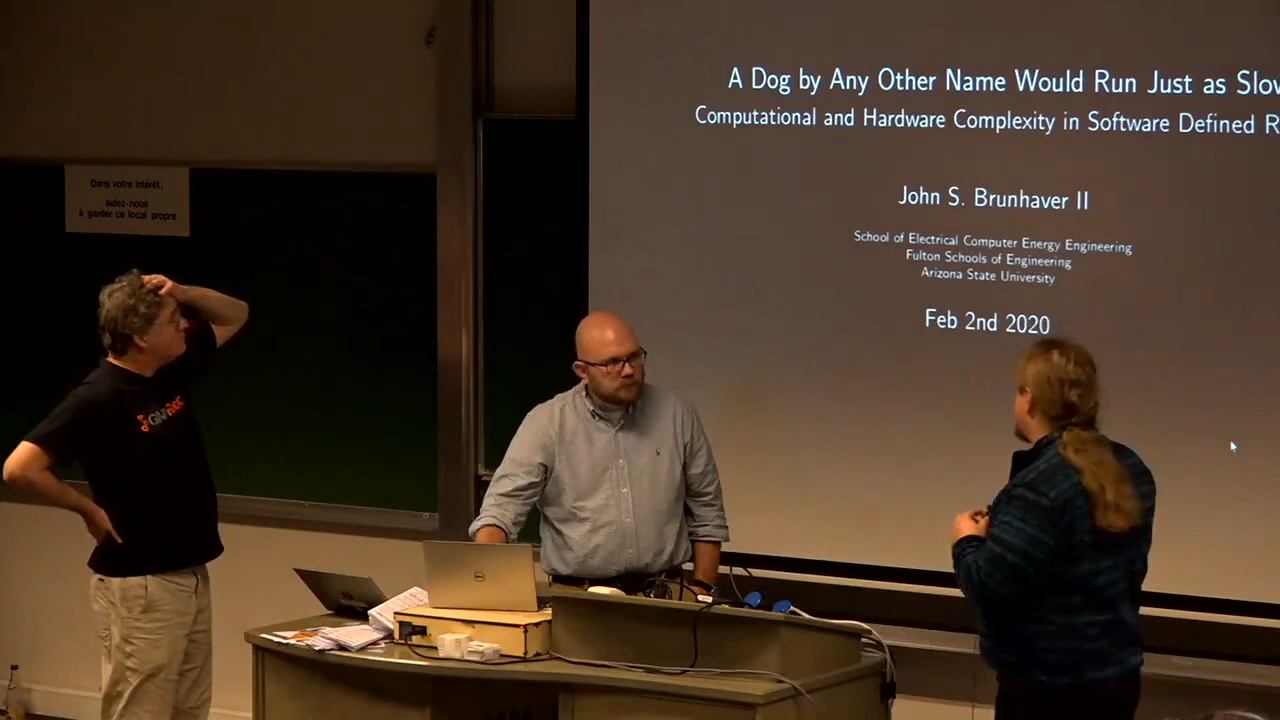 A Dog by Any Other Name Would Run Just as Slow
Computational and Hardware Complexity in Software Defined R
John S. Brunhaver II
School of Electrical Computer Energy Engineering
Fulton Schools of Engineering
Arizona State University
Feb 2nd 2020
Dans votre intérêt,
aidez-nous
à garder ce local propre.
DELL